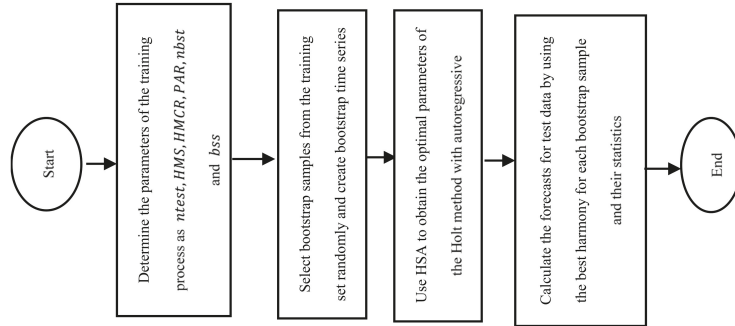 Start
Determine the parameters of the training
process as ntest, HMS, HMCR, PAR, nbst
and bss
Select bootstrap samples from the training
set randomly and create bootstrap time series
Use HSA to obtain the optimal parameters of
the Holt method with autoregressive
Calculate the forecasts for test data by using
the best harmony for each bootstrap sample
and their statistics
End